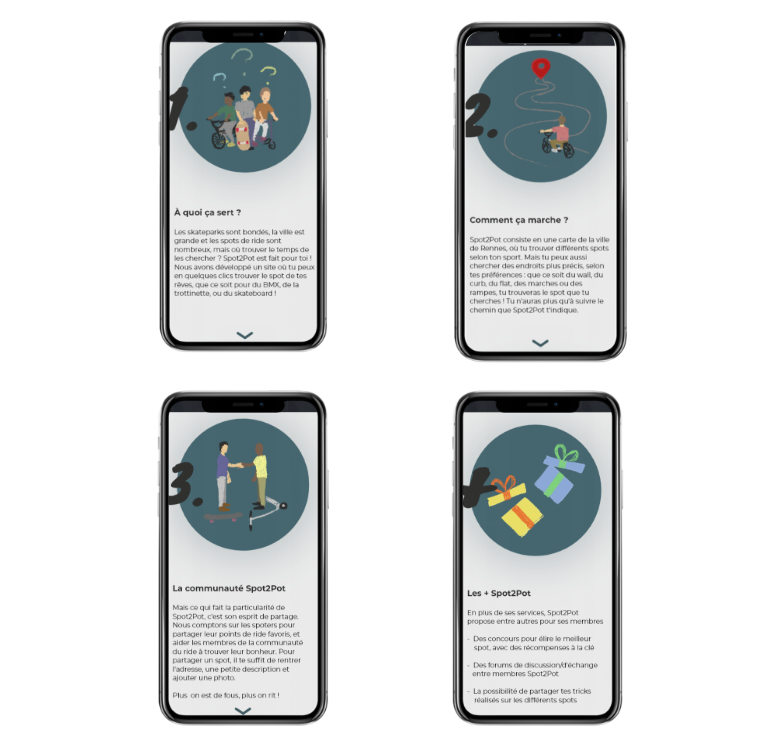 1.
À quoi ça sert ?
Les skateparks sont bondés, la ville est
grande et les spots de ride sont
nombreux, mais où trouver le temps de
les chercher ? Spot2Pot est fait pour toi !
Nous avons développé un site où tu peux
en quelques clics trouver le spot de tes
rêves, que ce soit pour du BMX, de la
trottinette, ou du skateboard !
2.
Comment ça marche ?
Spot2Pot consiste en une carte de la ville
de Rennes, où tu trouver différents spots
selon ton sport. Mais tu peux aussi
chercher des endroits plus précis, selon
tes préférences : que ce soit du wall, du
curb, du flat, des marches ou des
rampes, tu trouveras le spot que tu
cherches ! Tu n'auras plus qu'à suivre le
chemin que Spot2Pot t'indique.
3.
La communauté Spot2Pot
Mais ce qui fait la particularité de
Spot2Pot, c'est son esprit de partage.
Nous comptons sur les spoters pour
partager leur points de ride favoris, et
aider les membres de la communauté
du ride à trouver leur bonheur. Pour
partager un spot, il te suffit de rentrer
l'adresse, une petite description et
ajouter une photo.
Plus on est de fous, plus on rit !
+
Les + Spot2Pot
En plus de ses services, Spot2Pot
propose entre autres pour ses membres
- Des concours pour élire le meilleur
spot, avec des récompenses à la clé
- Des forums de discussion/d'échange
entre membres Spot2Pot
- La possibilité de partager tes tricks
réalisés sur les différents spots